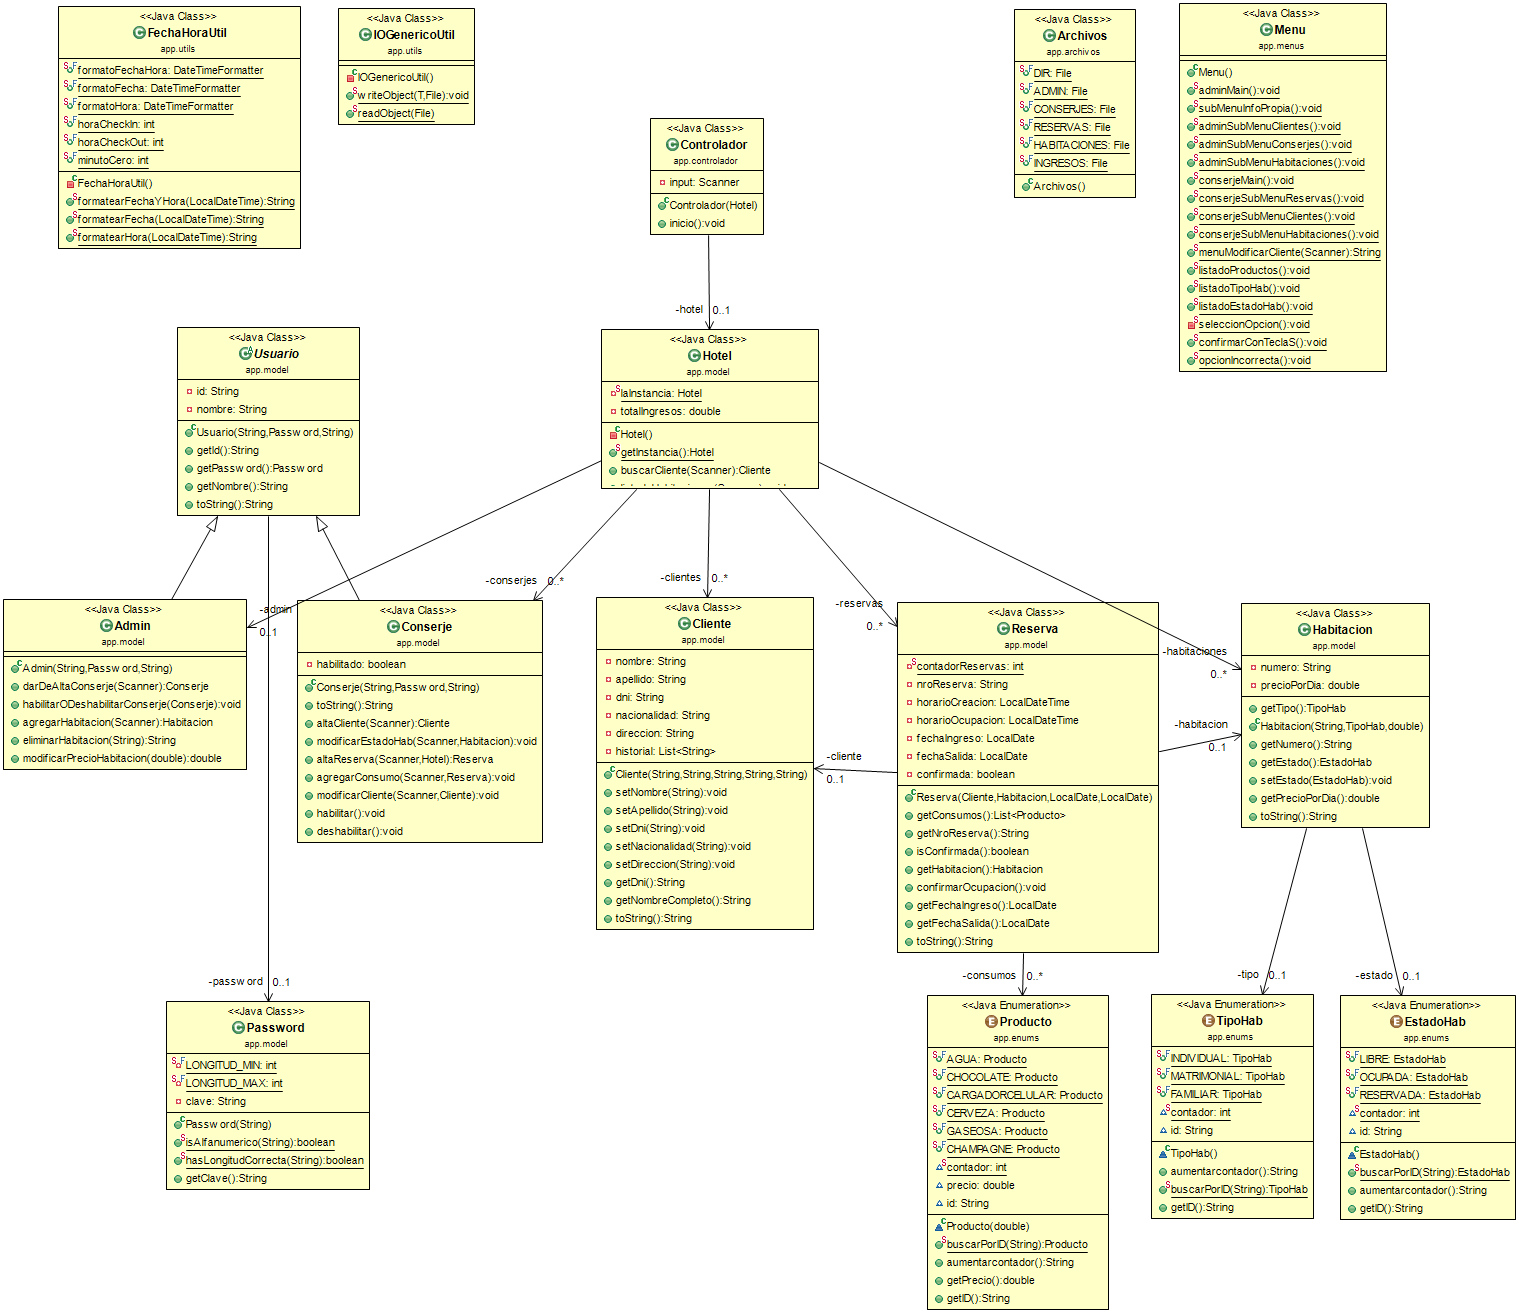 <<Java Class>>
FechaHoraUtil
app.utils
formatoFechaHora: DateTimeFormatter
formatoFecha: DateTimeFormatter
formatoHora: DateTimeFormatter
horaCheckIn: int
horaCheckOut: int
minutoCero: int
FechaHoraUtil()
formatearFechaYHora(LocalDateTime):String
formatearFecha(LocalDateTime):String
formatearHora(LocalDateTime):String
<<Java Class>>
IOGenericoUtil
app.utils
IOGenericoUtil()
writeObject(T,File):void
readObject(File)
<<Java Class>>
Controlador
app.controlador
input: Scanner
Controlador(Hotel)
inicio():void
<<Java Class>>
Archivos
app.archivos
DIR: File
ADMIN: File
CONSERJES: File
RESERVAS: File
HABITACIONES: File
INGRESOS: File
Archivos()
<<Java Class>>
Menu
app.menus
Menu()
adminMain():void
subMenuInfoPropia():void
adminSubMenuClientes():void
adminSubMenuConserjes():void
adminSubMenuHabitaciones():void
conserjeMain():void
conserjeSubMenuReservas():void
conserjeSubMenuClientes():void
conserjeSubMenuHabitaciones():void
menuModificarCliente(Scanner):String
listadoProductos():void
listadoTipoHab():void
listadoEstadoHab():void
seleccionOpcion():void
confirmarConTeclaS():void
opcionIncorrecta():void
-hotel 0..1
<<Java Class>>
Usuario
app.model
id: String
nombre: String
Usuario(String,Password,String)
getId():String
getPassword():Password
getNombre():String
toString():String
<<Java Class>>
Hotel
app.model
laInstancia: Hotel
totalIngresos: double
Hotel()
getInstancia():Hotel
buscarCliente(Scanner):Cliente
-admin
0..1
-conserjes 0..*
-clientes 0..*
-reservas
0..*
-habitaciones
0..*
<<Java Class>>
Admin
app.model
Admin(String,Password,String)
darDeAltaConserje(Scanner):Conserje
habilitarODeshabilitarConserje(Conserje):void
agregarHabitacion(Scanner):Habitacion
eliminarHabitacion(String):String
modificarPrecioHabitacion(double):double
<<Java Class>>
Conserje
app.model
habilitado: boolean
Conserje(String,Password,String)
toString():String
altaCliente(Scanner):Cliente
modificarEstadoHab(Scanner,Habitacion):void
altaReserva(Scanner,Hotel):Reserva
agregarConsumo(Scanner,Reserva):void
modificarCliente(Scanner,Cliente):void
habilitar():void
deshabilitar():void
<<Java Class>>
Cliente
app.model
nombre: String
apellido: String
dni: String
nacionalidad: String
direccion: String
historial: List<String>
Cliente(String,String,String,String,String)
setNombre(String):void
setApellido(String):void
setDni(String):void
setNacionalidad(String):void
setDireccion(String):void
getDni():String
getNombreCompleto():String
toString():String
-cliente
0..1
<<Java Class>>
Reserva
app.model
contadorReservas: int
nroReserva: String
horarioCreacion: LocalDateTime
horarioOcupacion: LocalDateTime
fechaIngreso: LocalDate
fechaSalida: LocalDate
confirmada: boolean
Reserva(Cliente,Habitacion,LocalDate,LocalDate)
getConsumos():List<Producto>
getNroReserva():String
isConfirmada():boolean
getHabitacion():Habitacion
confirmarOcupacion():void
getFechaIngreso():LocalDate
getFechaSalida():LocalDate
toString():String
-habitacion
0..1
<<Java Class>>
Habitacion
app.model
numero: String
precioPorDia: double
getTipo():TipoHab
Habitacion(String,TipoHab,double)
getNumero():String
getEstado():EstadoHab
setEstado(EstadoHab):void
getPrecioPorDia():double
toString():String
-password 0..1
-consumos 0..*
-tipo 0..1
-estado 0..1
<<Java Class>>
Password
app.model
LONGITUD_MIN: int
LONGITUD_MAX: int
clave: String
Password(String)
isAlfanumerico(String):boolean
hasLongitudCorrecta(String):boolean
getClave():String
<<Java Enumeration>>
Producto
app.enums
AGUA: Producto
CHOCOLATE: Producto
CARGADORCELULAR: Producto
CERVEZA: Producto
GASEOSA: Producto
CHAMPAGNE: Producto
contador: int
precio: double
id: String
Producto(double)
buscarPorID(String):Producto
aumentarcontador():String
getPrecio():double
getID():String
<<Java Enumeration>>
TipoHab
app.enums
INDIVIDUAL: TipoHab
MATRIMONIAL: TipoHab
FAMILIAR: TipoHab
contador: int
id: String
TipoHab()
aumentarcontador():String
buscarPorID(String):TipoHab
getID():String
<<Java Enumeration>>
EstadoHab
app.enums
LIBRE: EstadoHab
OCUPADA: EstadoHab
RESERVADA: EstadoHab
contador: int
id: String
EstadoHab()
buscarPorID(String):EstadoHab
aumentarcontador():String
getID():String